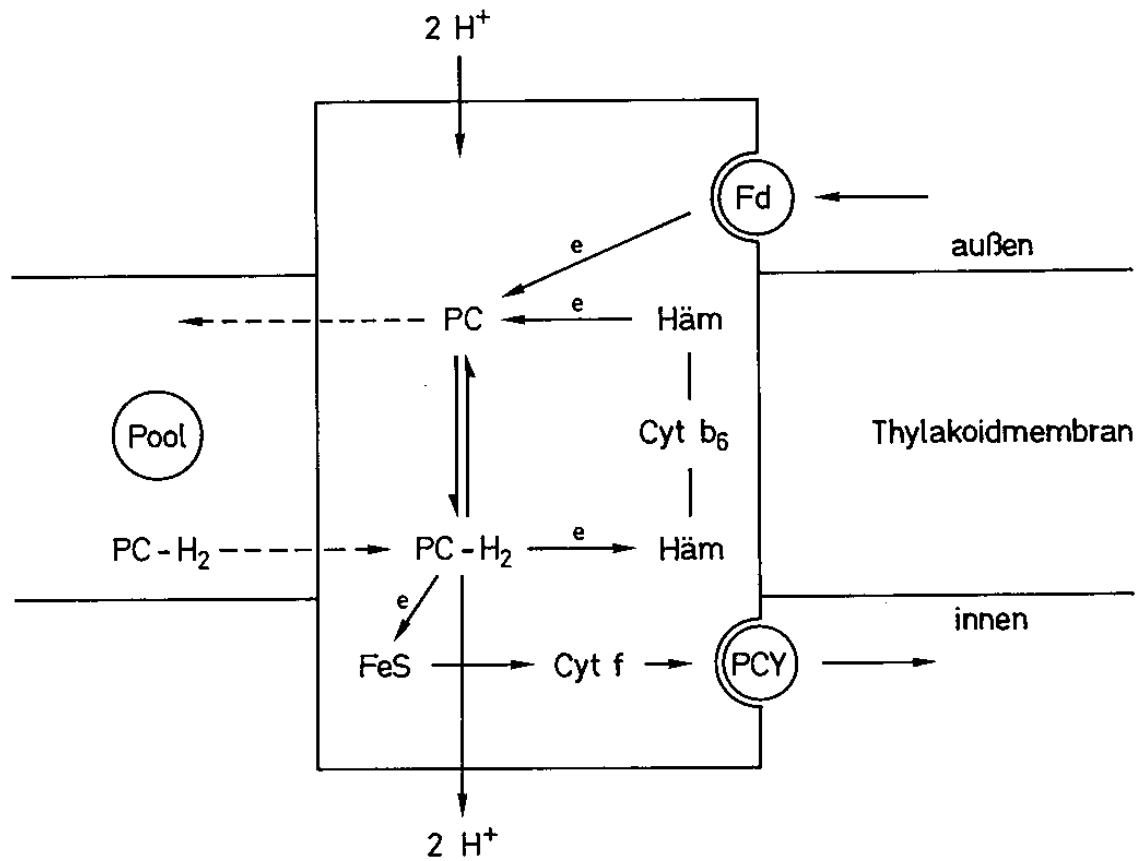 2 H⁺
Fd
außen
e
PC
e
Häm
Pool
Cyt b₆
Thylakoidmembran
PC-H₂
PC-H₂
e
Häm
e
innen
FeS
Cyt f
PCY
2 H⁺